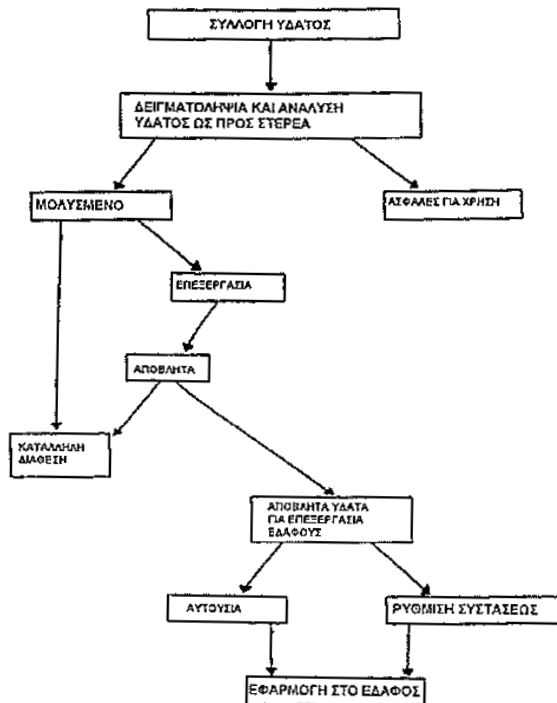 ΣΥΛΛΟΓΗ ΥΔΑΤΟΣ
ΔΕΙΓΜΑΤΟΛΗΨΙΑ ΚΑΙ ΑΝΑΛΥΣΗ
ΥΔΑΤΟΣ ΩΣ ΠΡΟΣ ΣΤΕΡΕΑ
ΜΟΛΥΣΜΕΝΟ
ΑΣΦΑΛΕΣ ΓΙΑ ΧΡΗΣΗ
ΕΠΕΞΕΡΓΑΣΙΑ
ΑΠΟΒΛΗΤΑ
ΚΑΤΑΛΛΗΛΗ
ΔΙΑΘΕΣΗ
ΑΠΟΒΛΗΤΑ ΥΔΑΤΑ
ΓΙΑ ΕΠΕΞΕΡΓΑΣΙΑ
ΕΔΑΦΟΥΣ
ΑΥΤΟΥΣΙΑ
ΡΥΘΜΙΣΗ ΣΥΣΤΑΣΕΩΣ
ΕΦΑΡΜΟΓΗ ΣΤΟ ΕΔΑΦΟΣ